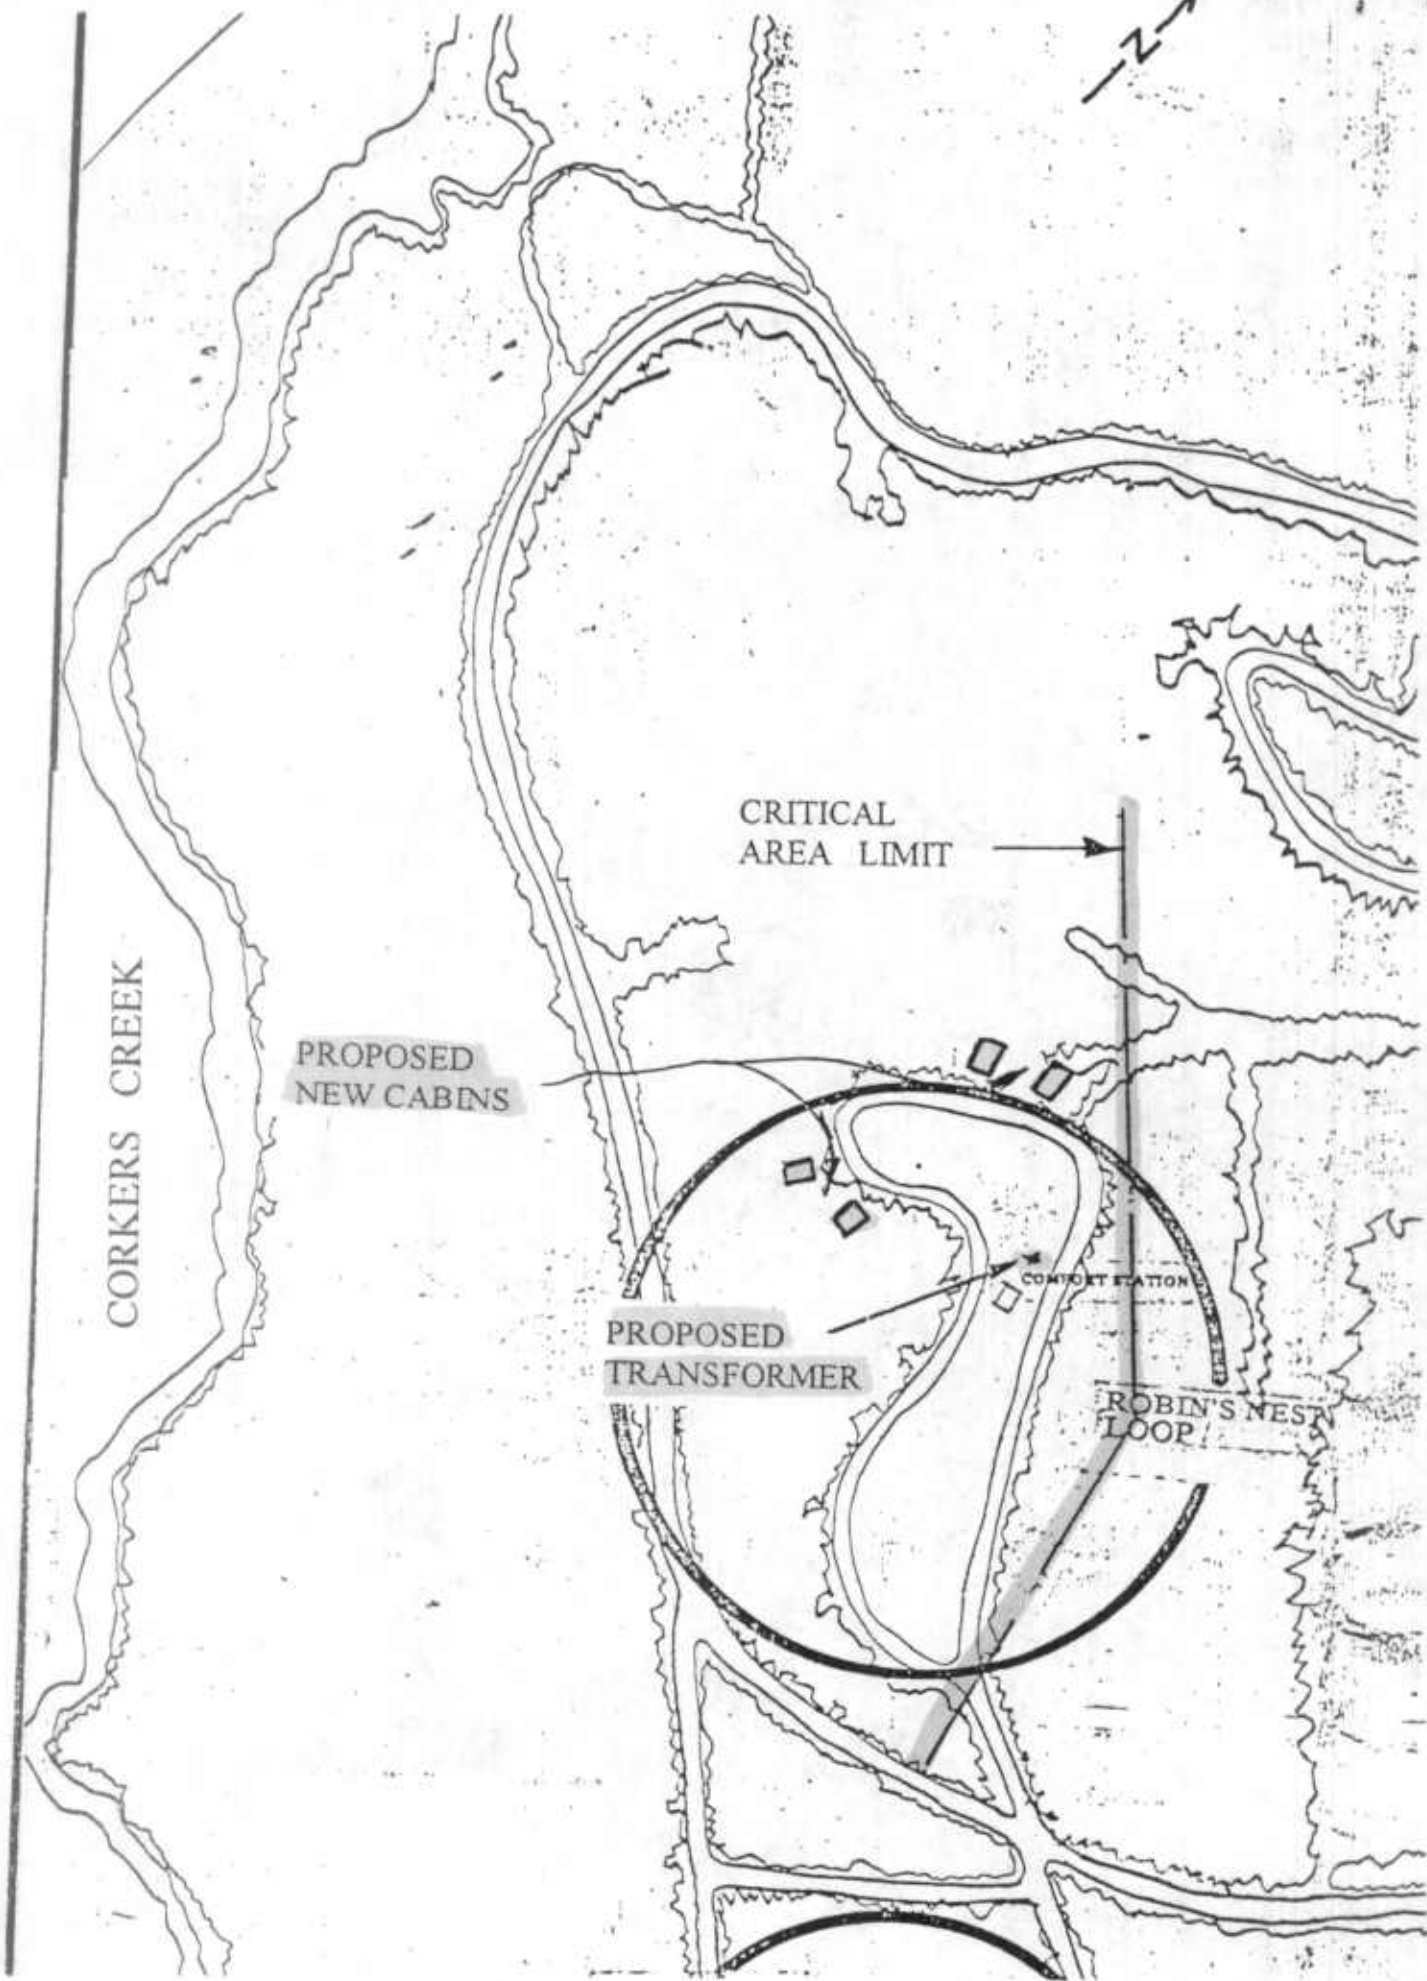 N
CRITICAL
AREA LIMIT
CORKERS CREEK
PROPOSED
NEW CABINS
COMFORT STATION
PROPOSED
TRANSFORMER
ROBIN'S NEST
LOOP